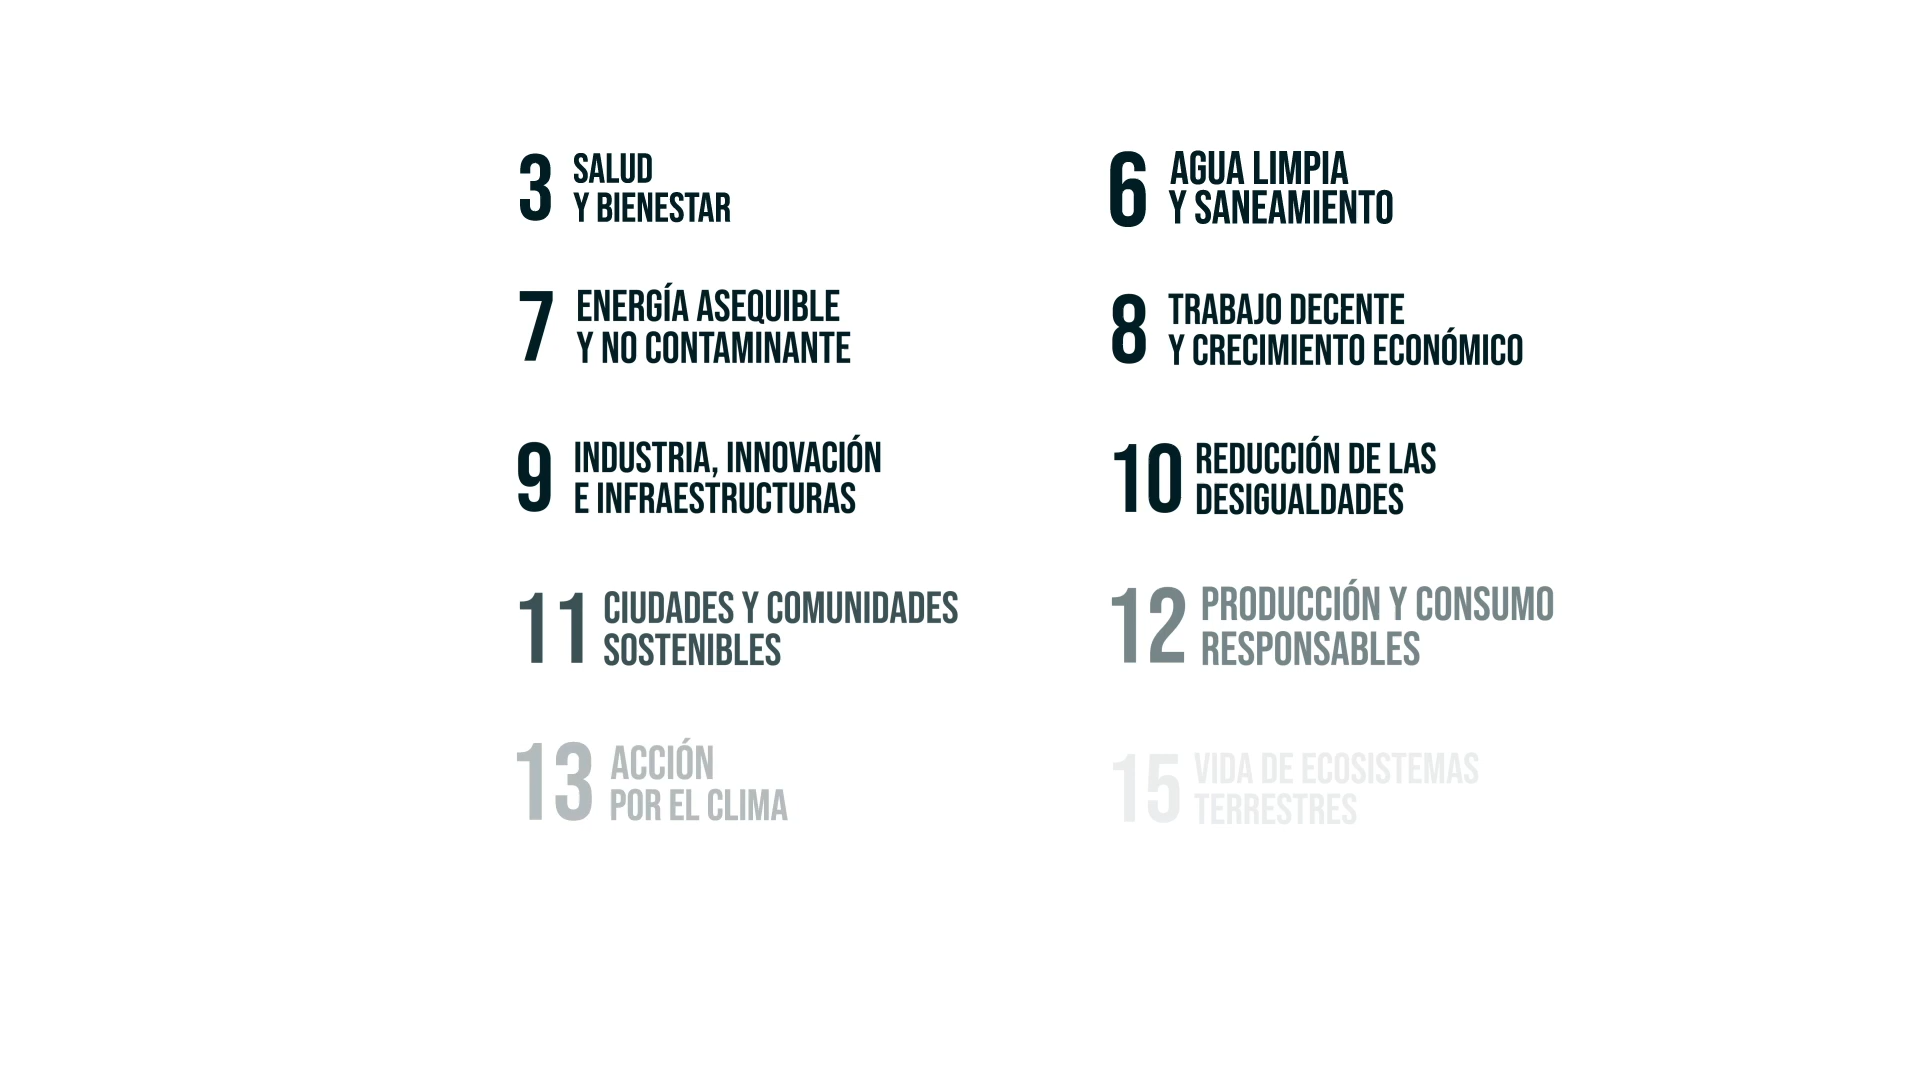 3 SALUD
Y BIENESTAR
6 AGUA LIMPIA
Y SANEAMIENTO
7 ENERGÍA ASEQUIBLE
Y NO CONTAMINANTE
8 TRABAJO DECENTE
Y CRECIMIENTO ECONÓMICO
9 INDUSTRIA, INNOVACIÓN
E INFRAESTRUCTURAS
10 REDUCCIÓN DE LAS
DESIGUALDADES
11 CIUDADES Y COMUNIDADES
SOSTENIBLES
12 PRODUCCIÓN Y CONSUMO
RESPONSABLES
13 ACCIÓN
POR EL CLIMA
15 VIDA DE ECOSISTEMAS
TERRESTRES